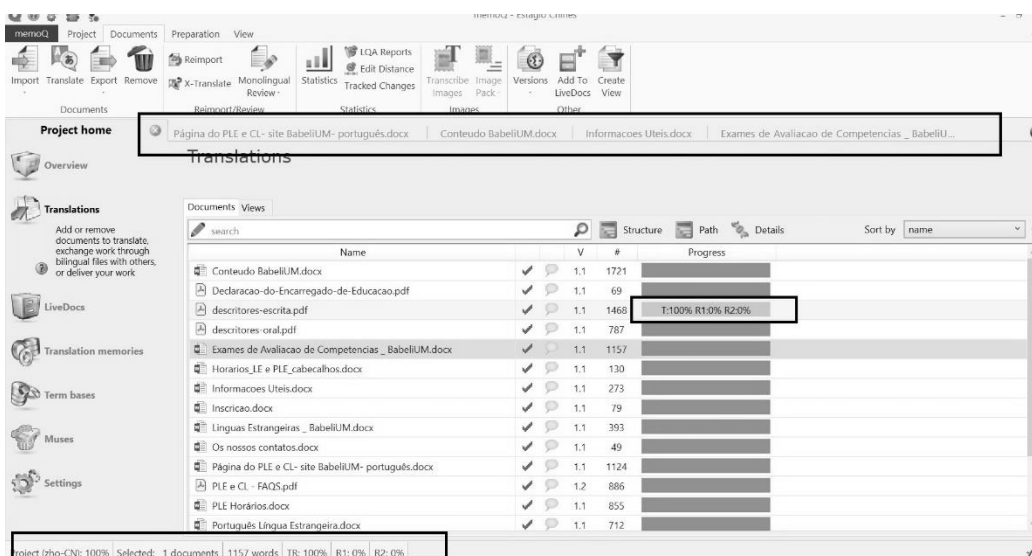 memoQ - Estágio Chinês
memoQ Project Documents Preparation View
Import Translate Export Remove
Reimport
X-Translate
Monolingual Review
Statistics
LQA Reports
Edit Distance
Tracked Changes
Transcribe Images
Image Pack
Versions
Add To LiveDocs
Create View
Documents Reimport/Review Statistics Images Other
Project home
Página do PLE e CL- site BabeliUM- português.docx Conteudo BabeliUM.docx Informacoes Uteis.docx Exames de Avaliacao de Competencias _ BabeliU...
Translations
Overview
Translations
Add or remove
documents to translate,
exchange work through
bilingual files with others,
or deliver your work
LiveDocs
Translation memories
Term bases
Muses
Settings
Documents Views
search Structure Path Details Sort by name
Name V # Progress
Conteudo BabeliUM.docx 1.1 1721
Declaracao-do-Encarregado-de-Educacao.pdf 1.1 69
descritores-escrita.pdf 1.1 1468 T:100% R1:0% R2:0%
descritores-oral.pdf 1.1 787
Exames de Avaliacao de Competencias _ BabeliUM.docx 1.1 1157
Horarios_LE e PLE_cabecalhos.docx 1.1 130
Informacoes Uteis.docx 1.1 273
Inscricao.docx 1.1 79
Linguas Estrangeiras _ BabeliUM.docx 1.1 393
Os nossos contatos.docx 1.1 49
Página do PLE e CL- site BabeliUM- português.docx 1.1 1124
PLE e CL - FAQS.pdf 1.2 886
PLE Horários.docx 1.1 855
Português Língua Estrangeira.docx 1.1 712
Project (zho-CN): 100% Selected: 1 documents 1157 words TR: 100% R1: 0% R2: 0%